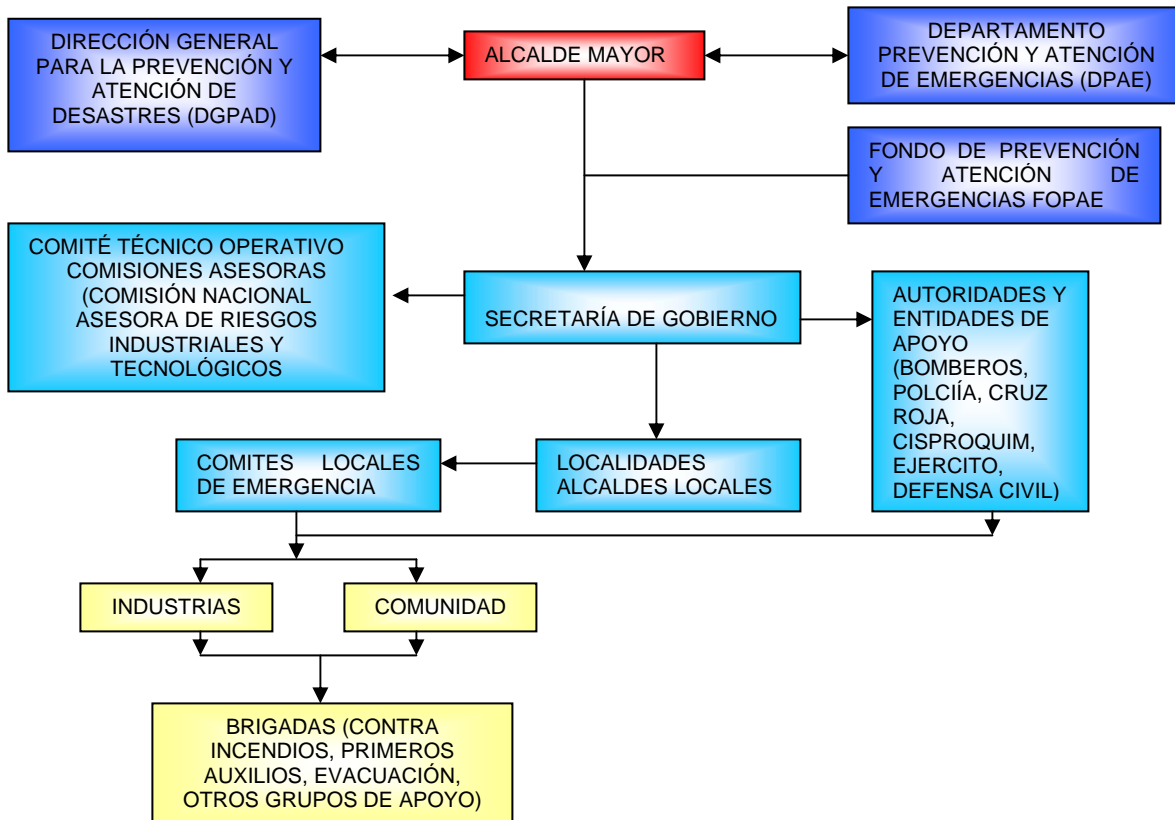 DIRECCIÓN GENERAL
PARA LA PREVENCIÓN Y
ATENCIÓN DE
DESASTRES (DGPAD)
ALCALDE MAYOR
DEPARTAMENTO
PREVENCIÓN Y ATENCIÓN
DE EMERGENCIAS (DPAE)
FONDO DE PREVENCIÓN
Y ATENCIÓN DE
EMERGENCIAS FOPAE
COMITÉ TÉCNICO OPERATIVO
COMISIONES ASESORAS
(COMISIÓN NACIONAL
ASESORA DE RIESGOS
INDUSTRIALES Y
TECNOLÓGICOS
SECRETARÍA DE GOBIERNO
AUTORIDADES Y
ENTIDADES DE
APOYO
(BOMBEROS,
POLCIÍA, CRUZ
ROJA,
CISPROQUIM,
EJERCITO,
DEFENSA CIVIL)
COMITES LOCALES
DE EMERGENCIA
LOCALIDADES
ALCALDES LOCALES
INDUSTRIAS
COMUNIDAD
BRIGADAS (CONTRA
INCENDIOS, PRIMEROS
AUXILIOS, EVACUACIÓN,
OTROS GRUPOS DE APOYO)